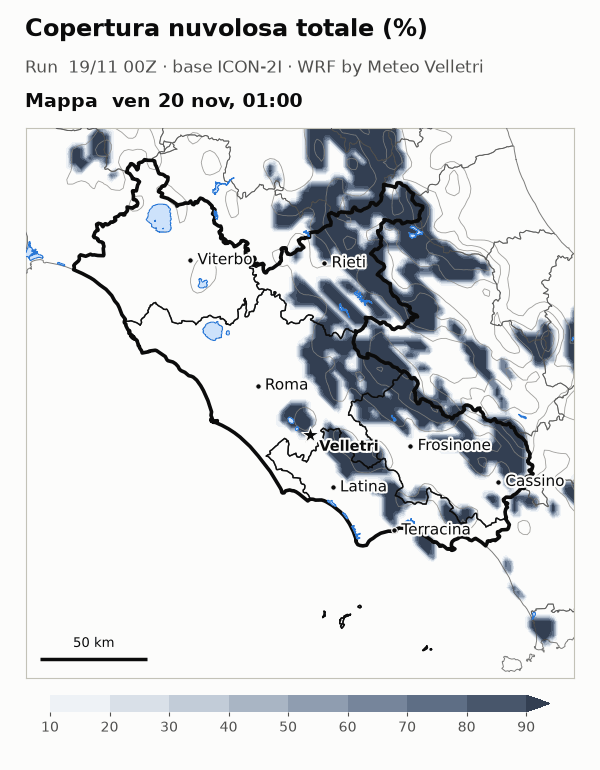 Copertura nuvolosa totale (%)
Run  19/11 00Z · base ICON-2I · WRF by Meteo Velletri
Mappa  ven 20 nov, 01:00
Viterbo
Rieti
Roma
Velletri
Frosinone
Cassino
Latina
Terracina
50 km
10 20 30 40 50 60 70 80 90